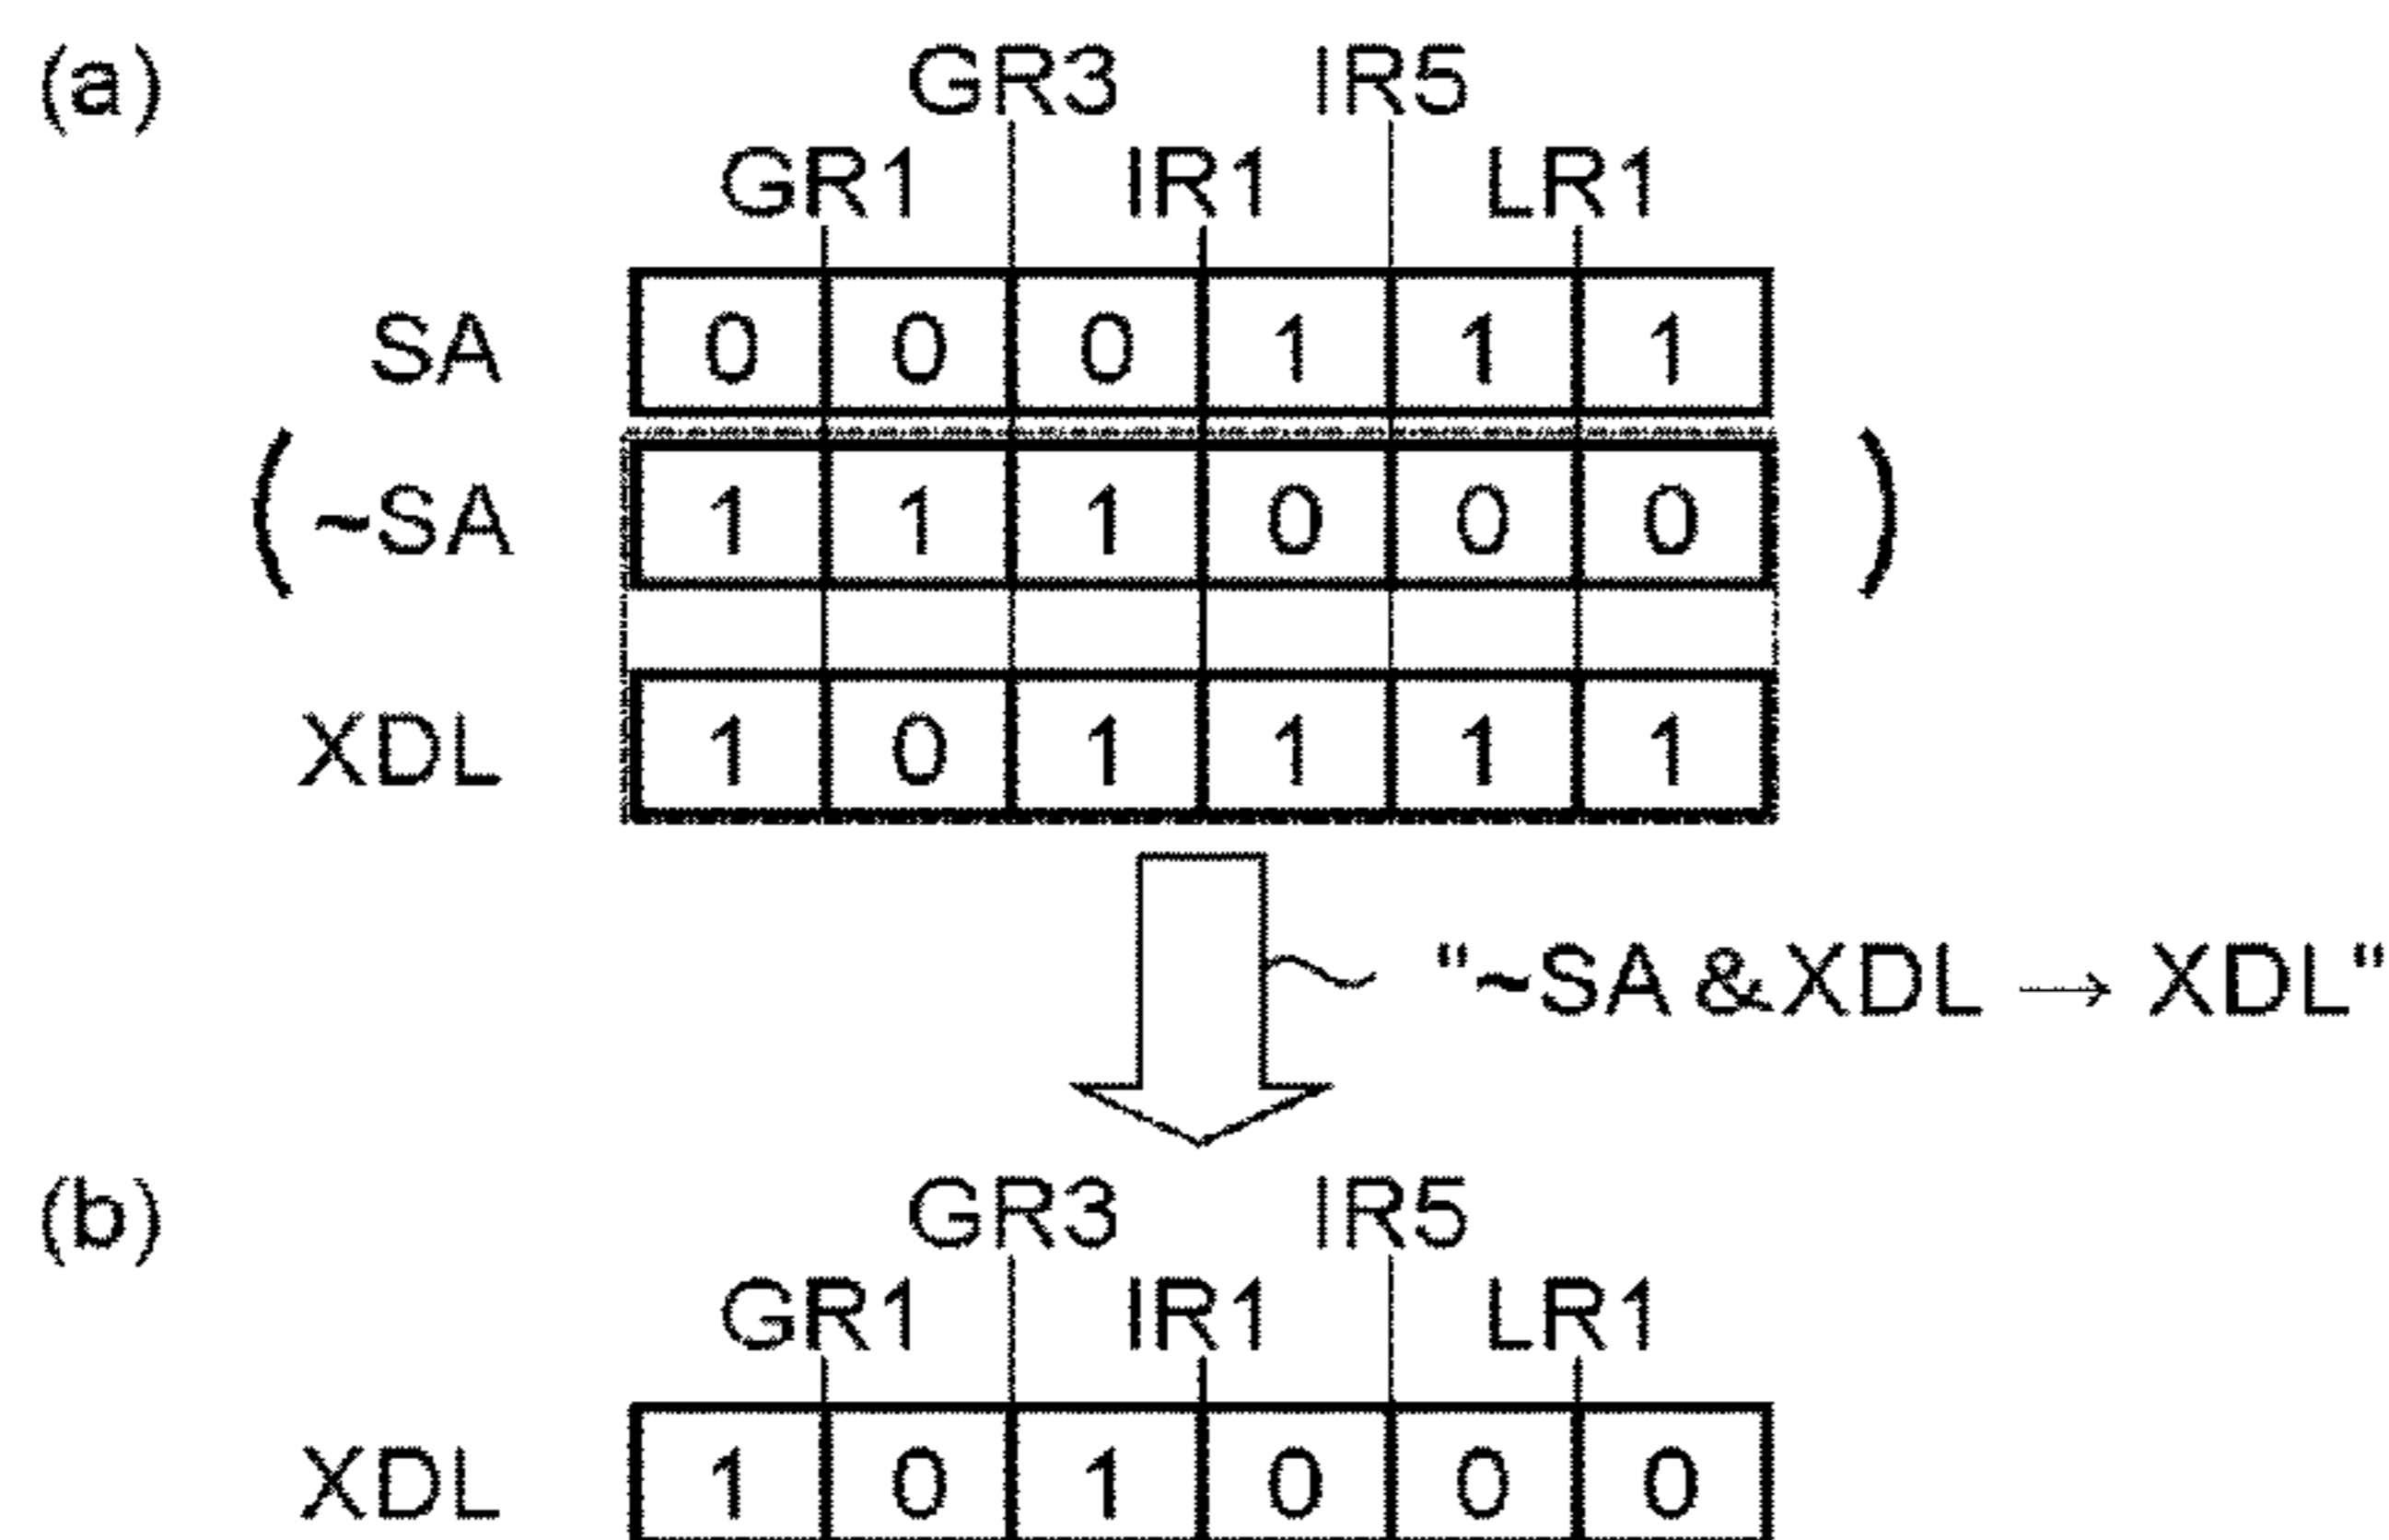 (a)
GR3 IR5
GR1 IR1 LR1
SA 0 0 0 1 1 1
( ~SA 1 1 1 0 0 0 )
XDL 1 0 1 1 1 1
"~SA & XDL → XDL"
(b)
GR3 IR5
GR1 IR1 LR1
XDL 1 0 1 0 0 0